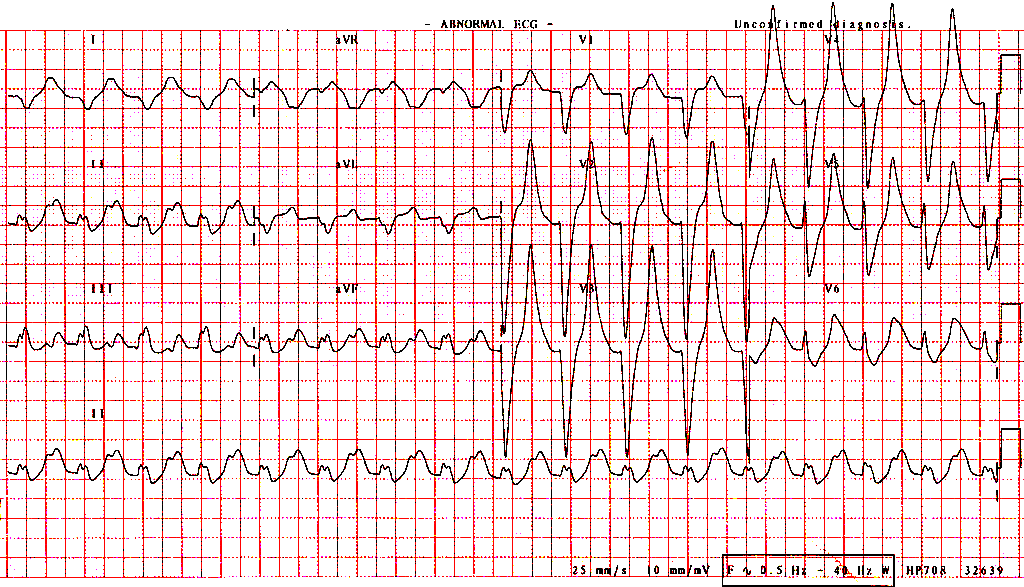 - ABNORMAL ECG -
Unconfirmed diagnosis.
I aVR V1 V4
II aVL V2 V5
III aVF V3 V6
II
25 mm/s 10 mm/mV F ∿ 0.5 Hz - 40 Hz W HP708 32639